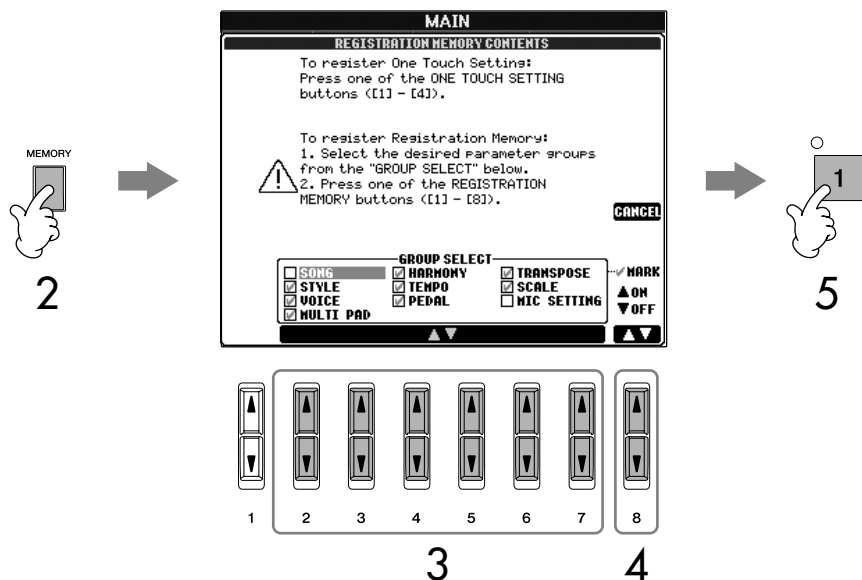 MAIN
REGISTRATION MEMORY CONTENTS
To register One Touch Setting:
Press one of the ONE TOUCH SETTING
buttons ([1] – [4]).
To register Registration Memory:
1. Select the desired parameter groups
from the "GROUP SELECT" below.
2. Press one of the REGISTRATION
MEMORY buttons ([1] – [8]).
CANCEL
GROUP SELECT
SONG HARMONY TRANSPOSE MARK
STYLE TEMPO SCALE ▲ON
VOICE PEDAL MIC SETTING ▼OFF
MULTI PAD
MEMORY
2
1
5
1 2 3 4 5 6 7 8
3 4